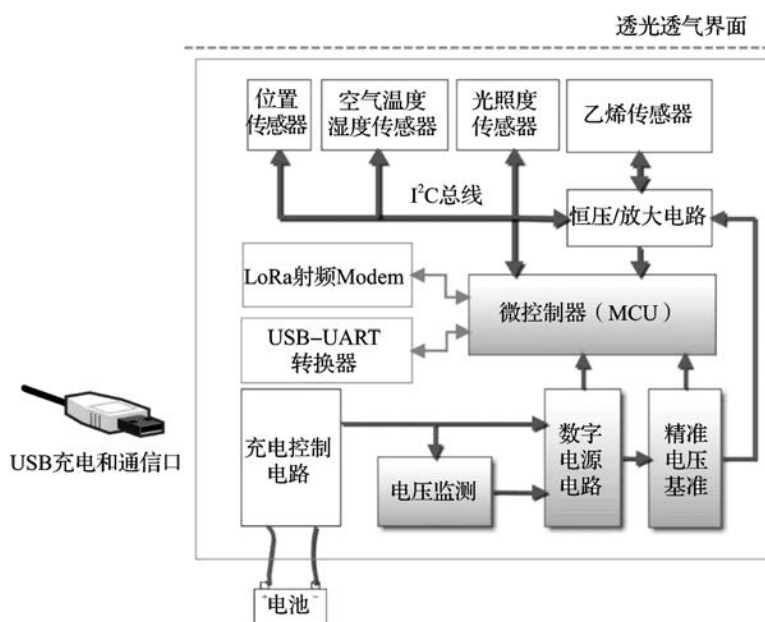 透光透气界面
位置
传感器
空气温度
湿度传感器
光照度
传感器
乙烯传感器
I²C总线
恒压/放大电路
LoRa射频Modem
微控制器（MCU）
USB–UART
转换器
USB充电和通信口
充电控制
电路
电压监测
数字
电源
电路
精准
电压
基准
+电池−